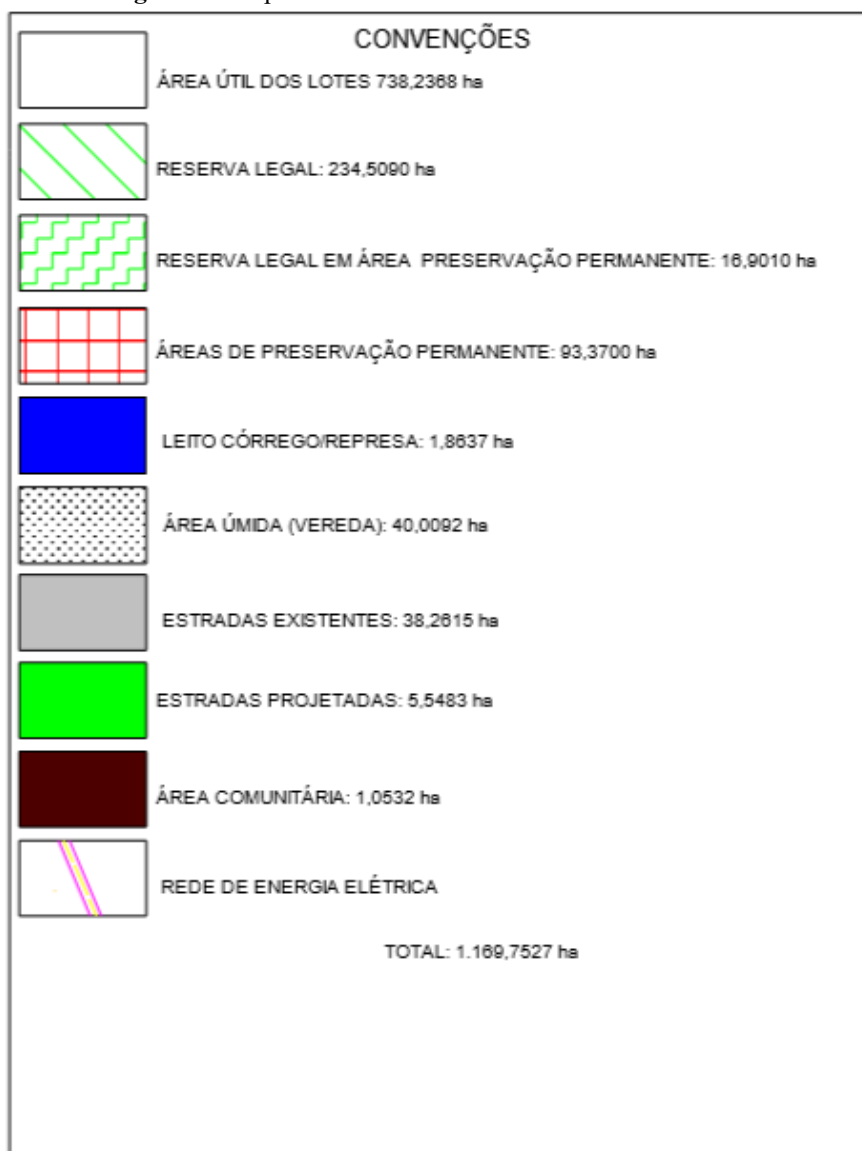 CONVENÇÕES
ÁREA ÚTIL DOS LOTES 738,2368 ha
RESERVA LEGAL: 234,5090 ha
RESERVA LEGAL EM ÁREA PRESERVAÇÃO PERMANENTE: 16,9010 ha
ÁREAS DE PRESERVAÇÃO PERMANENTE: 93,3700 ha
LEITO CÓRREGO/REPRESA: 1,8637 ha
ÁREA ÚMIDA (VEREDA): 40,0092 ha
ESTRADAS EXISTENTES: 38,2615 ha
ESTRADAS PROJETADAS: 5,5483 ha
ÁREA COMUNITÁRIA: 1,0532 ha
REDE DE ENERGIA ELÉTRICA
TOTAL: 1.169,7527 ha